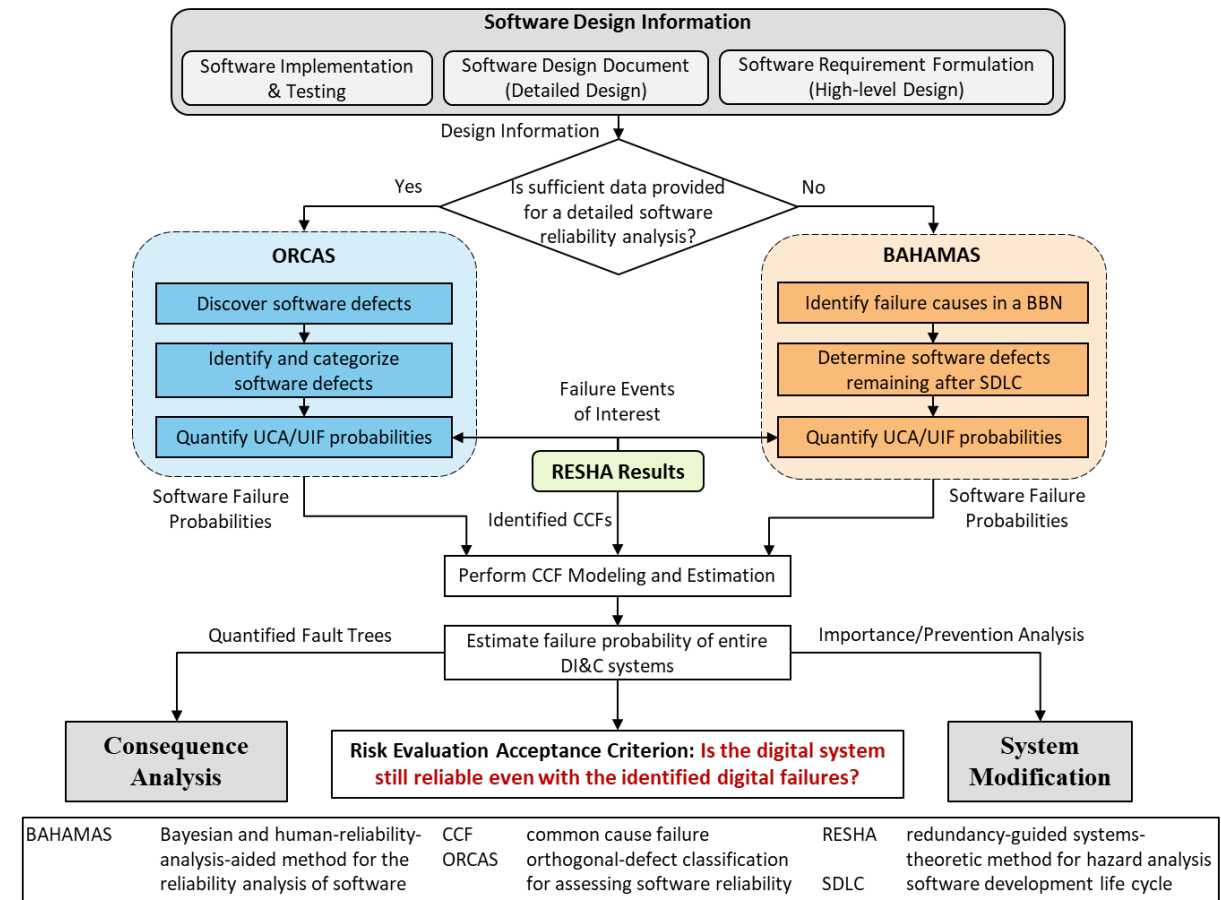 Software Design Information
Software Implementation
& Testing
Software Design Document
(Detailed Design)
Software Requirement Formulation
(High-level Design)
Design Information
Is sufficient data provided
for a detailed software
reliability analysis?
Yes
No
ORCAS
Discover software defects
Identify and categorize
software defects
Quantify UCA/UIF probabilities
BAHAMAS
Identify failure causes in a BBN
Determine software defects
remaining after SDLC
Quantify UCA/UIF probabilities
Failure Events
of Interest
RESHA Results
Software Failure
Probabilities
Identified CCFs
Software Failure
Probabilities
Perform CCF Modeling and Estimation
Quantified Fault Trees
Estimate failure probability of entire
DI&C systems
Importance/Prevention Analysis
Consequence
Analysis
Risk Evaluation Acceptance Criterion: Is the digital system
still reliable even with the identified digital failures?
System
Modification
BAHAMAS Bayesian and human-reliability-
analysis-aided method for the
reliability analysis of software
CCF common cause failure
ORCAS orthogonal-defect classification
for assessing software reliability
RESHA redundancy-guided systems-
theoretic method for hazard analysis
SDLC software development life cycle